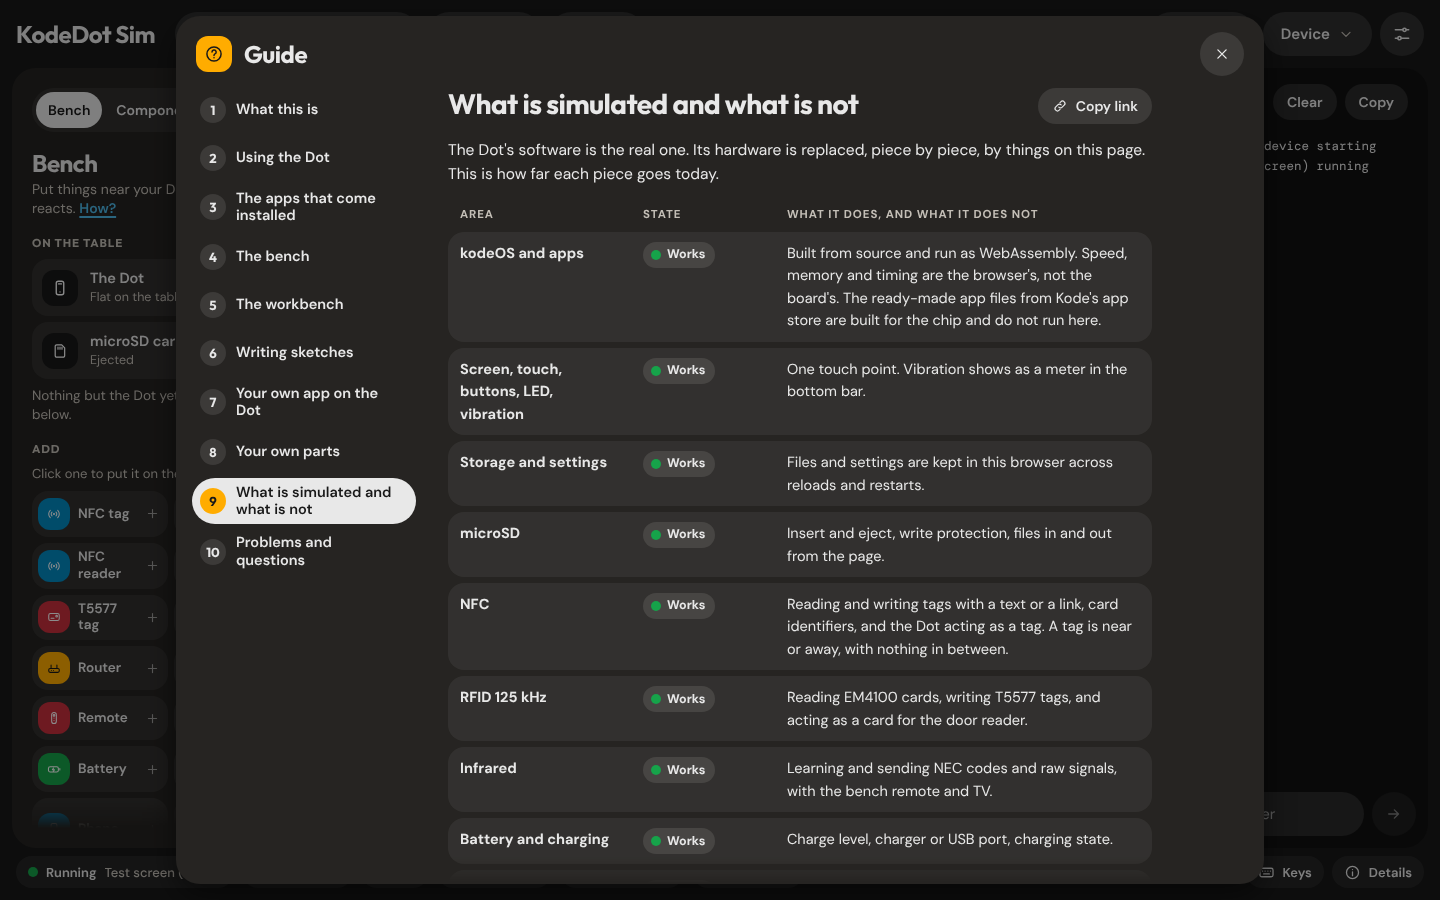 KodeDot Sim
Guide
Device
Bench
Clear
Copy
Bench
Put things near your D
reacts. How?
ON THE TABLE
The Dot
microSD car
Ejected
Nothing but the Dot yet
below.
ADD
NFC tag
NFC
reader
T5577
tag
Router
Remote
Battery
Running Test screen
1 What this is
2 Using the Dot
3 The apps that come
installed
4 The bench
5 The workbench
6 Writing sketches
7 Your own app on the
Dot
8 Your own parts
9 What is simulated and
what is not
10 Problems and
questions
What is simulated and what is not
Copy link
The Dot's software is the real one. Its hardware is replaced, piece by piece, by things on this page.
This is how far each piece goes today.
AREA STATE WHAT IT DOES, AND WHAT IT DOES NOT
kodeOS and apps Works Built from source and run as WebAssembly. Speed,
memory and timing are the browser's, not the
board's. The ready-made app files from Kode's app
store are built for the chip and do not run here.
Screen, touch, Works One touch point. Vibration shows as a meter in the
buttons, LED, bottom bar.
vibration
Storage and settings Works Files and settings are kept in this browser across
reloads and restarts.
microSD Works Insert and eject, write protection, files in and out
from the page.
NFC Works Reading and writing tags with a text or a link, card
identifiers, and the Dot acting as a tag. A tag is near
or away, with nothing in between.
RFID 125 kHz Works Reading EM4100 cards, writing T5577 tags, and
acting as a card for the door reader.
Infrared Works Learning and sending NEC codes and raw signals,
with the bench remote and TV.
Battery and charging Works Charge level, charger or USB port, charging state.
device starting
running
Keys
Details